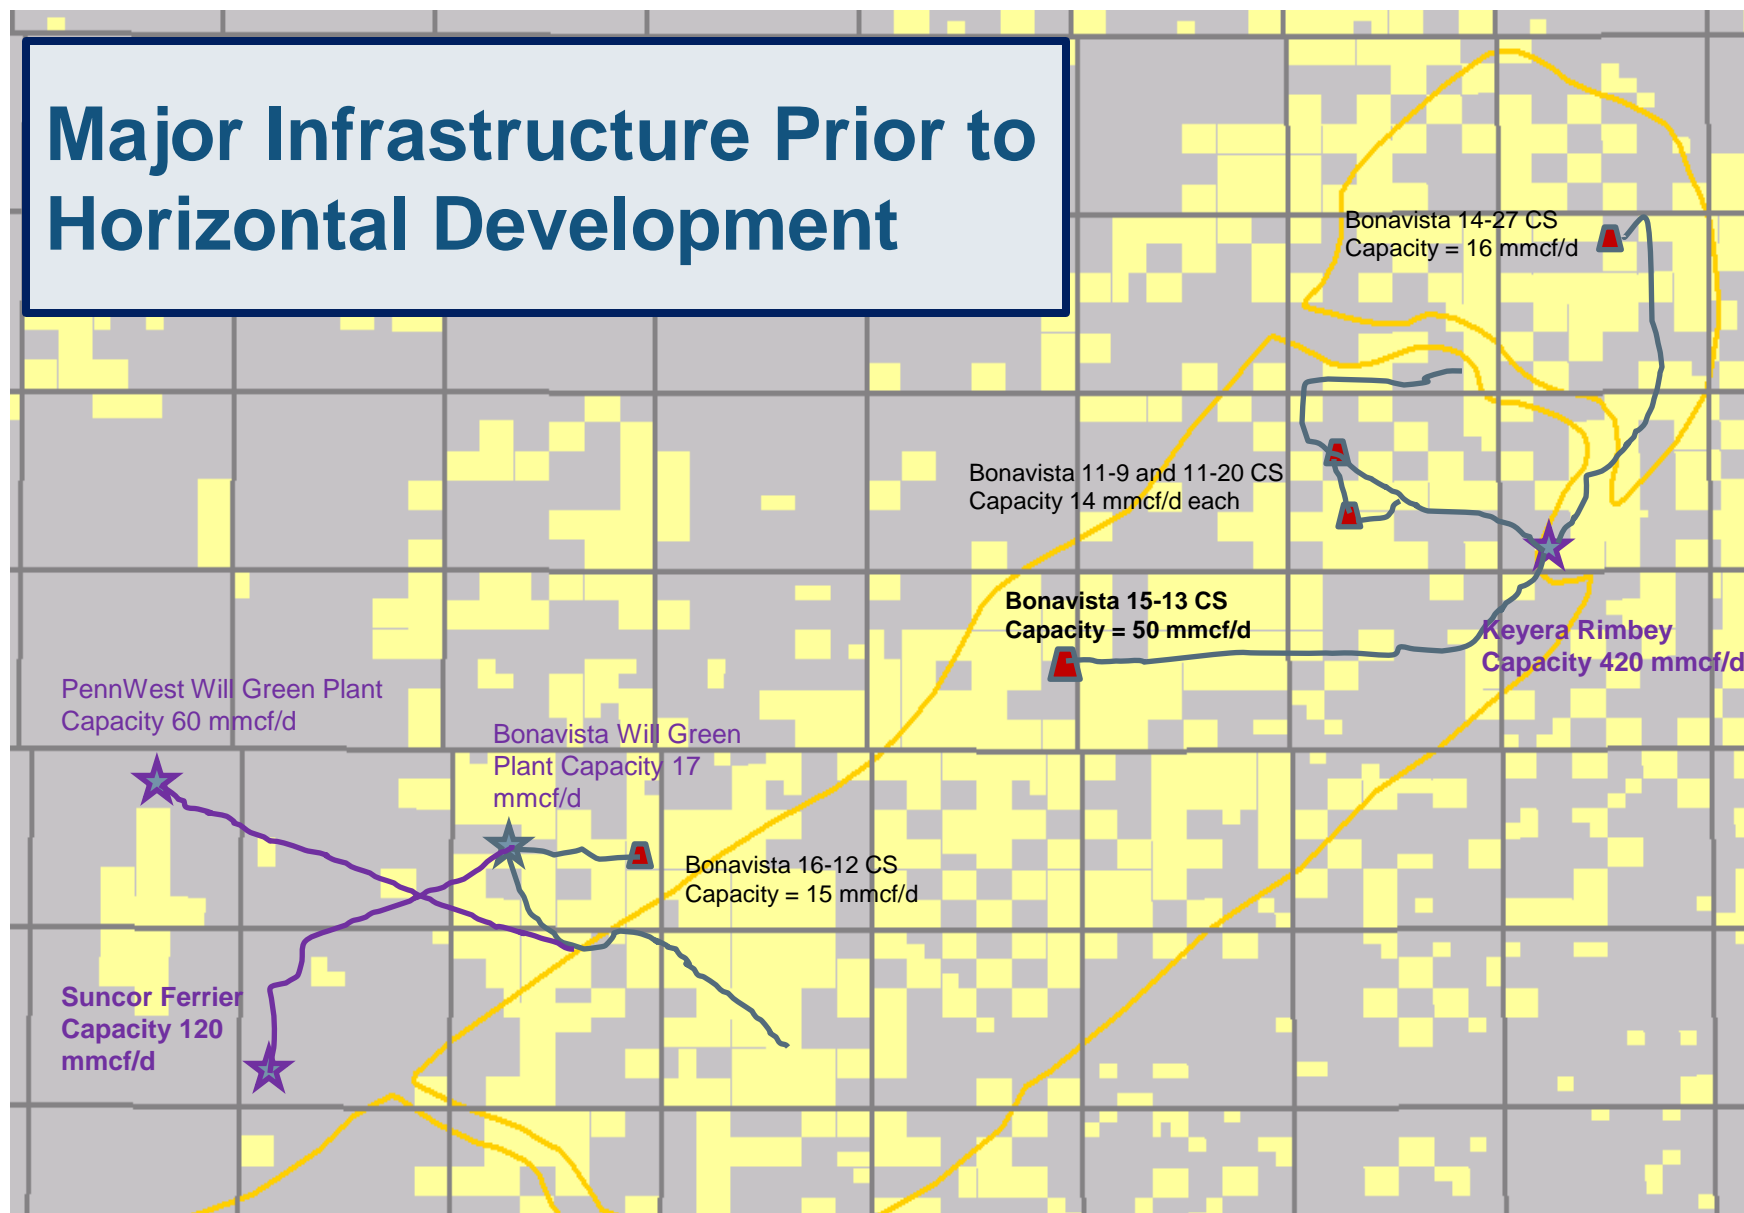 Major Infrastructure Prior to
Horizontal Development
Bonavista 14-27 CS
Capacity = 16 mmcf/d
Bonavista 11-9 and 11-20 CS
Capacity 14 mmcf/d each
Bonavista 15-13 CS
Capacity = 50 mmcf/d
Keyera Rimbey
Capacity 420 mmcf/d
PennWest Will Green Plant
Capacity 60 mmcf/d
Bonavista Will Green
Plant Capacity 17
mmcf/d
Bonavista 16-12 CS
Capacity = 15 mmcf/d
Suncor Ferrier
Capacity 120
mmcf/d